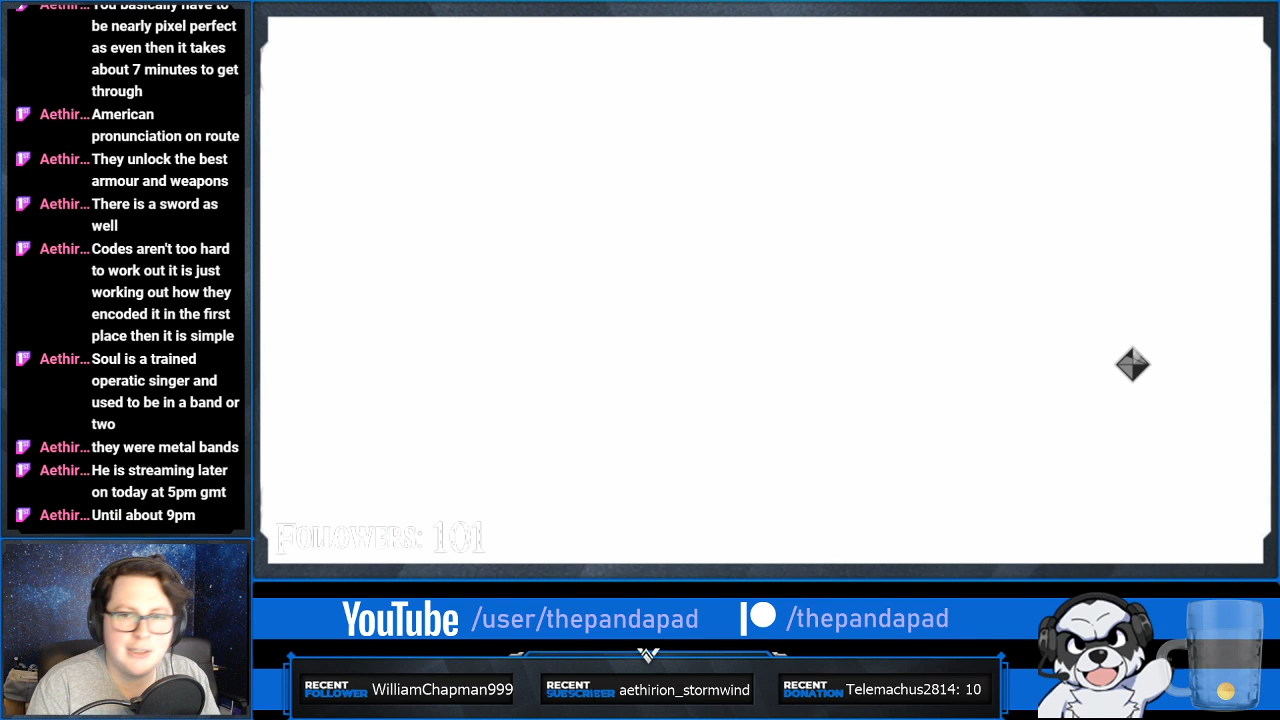 Aethir... You basically have to
be nearly pixel perfect
as even then it takes
about 7 minutes to get
through
Aethir... American
pronunciation on route
Aethir... They unlock the best
armour and weapons
Aethir... There is a sword as
well
Aethir... Codes aren't too hard
to work out it is just
working out how they
encoded it in the first
place then it is simple
Aethir... Soul is a trained
operatic singer and
used to be in a band or
two
Aethir... they were metal bands
Aethir... He is streaming later
on today at 5pm gmt
Aethir... Until about 9pm
Followers: 101
YouTube /user/thepandapad /thepandapad
RECENT FOLLOWER WilliamChapman999
RECENT SUBSCRIBER aethirion_stormwind
RECENT DONATION Telemachus2814: 10